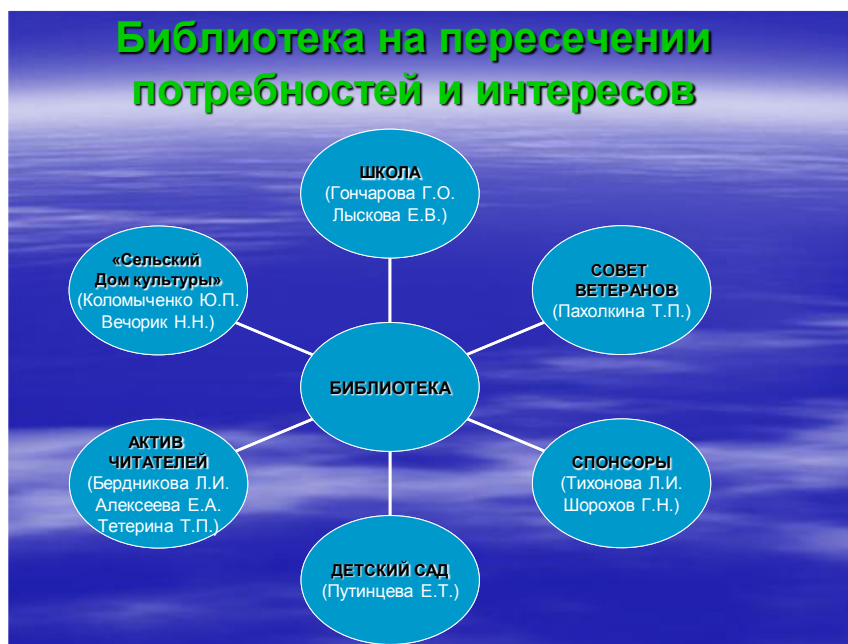 Библиотека на пересечении
потребностей и интересов
ШКОЛА
(Гончарова Г.О.
Лыскова Е.В.)
«Сельский
Дом культуры»
(Коломыченко Ю.П.
Вечорик Н.Н.)
СОВЕТ
ВЕТЕРАНОВ
(Пахолкина Т.П.)
БИБЛИОТЕКА
АКТИВ
ЧИТАТЕЛЕЙ
(Бердникова Л.И.
Алексеева Е.А.
Тетерина Т.П.)
СПОНСОРЫ
(Тихонова Л.И.
Шорохов Г.Н.)
ДЕТСКИЙ САД
(Путинцева Е.Т.)